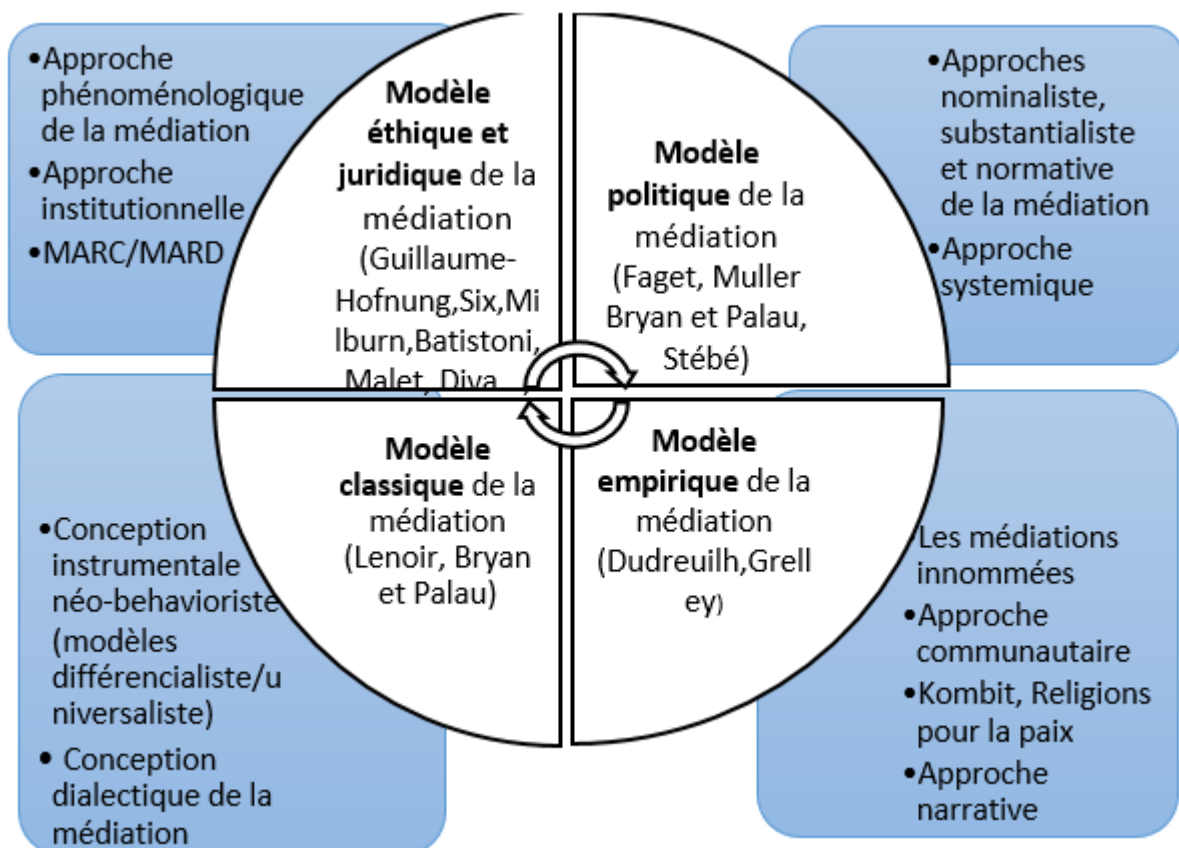 •Approche
phénoménologique
de la médiation
•Approche
institutionnelle
•MARC/MARD
Modèle
éthique et
juridique de la
médiation
(Guillaume-
Hofnung,Six,Mi
lburn,Batistoni,
Malet, Diva
Modèle
politique de la
médiation
(Faget, Muller
Bryan et Palau,
Stébé)
•Approches
nominaliste,
substantialiste
et normative
de la médiation
•Approche
systemique
•Conception
instrumentale
néo-behavioriste
(modèles
différencialiste/u
niversaliste)
• Conception
dialectique de la
médiation
Modèle
classique de la
médiation
(Lenoir, Bryan
et Palau)
Modèle
empirique de la
médiation
(Dudreuilh,Grell
ey)
Les médiations
innommées
•Approche
communautaire
•Kombit, Religions
pour la paix
•Approche
narrative